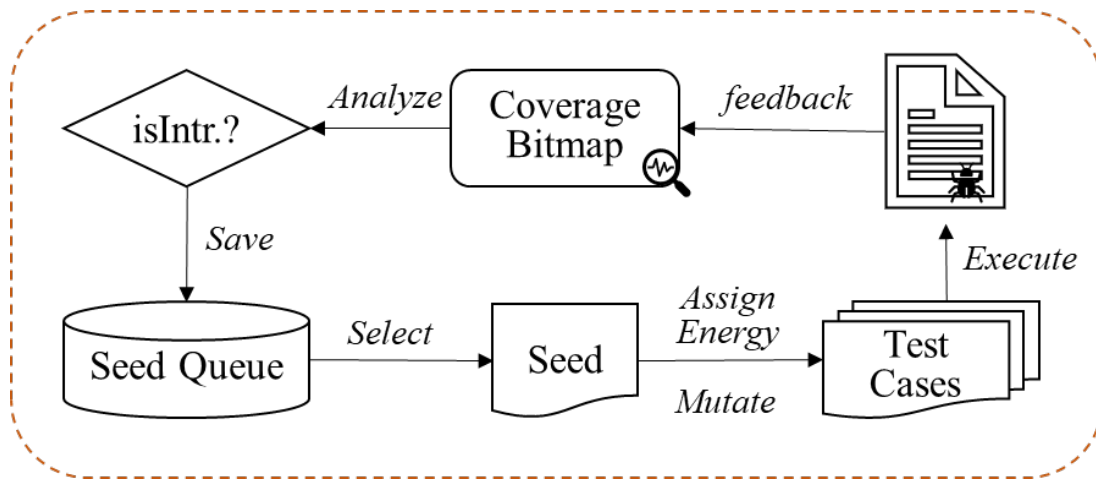 Analyze
feedback
isIntr.?
Coverage
Bitmap
Save
Execute
Seed Queue
Select
Seed
Assign
Energy
Mutate
Test
Cases